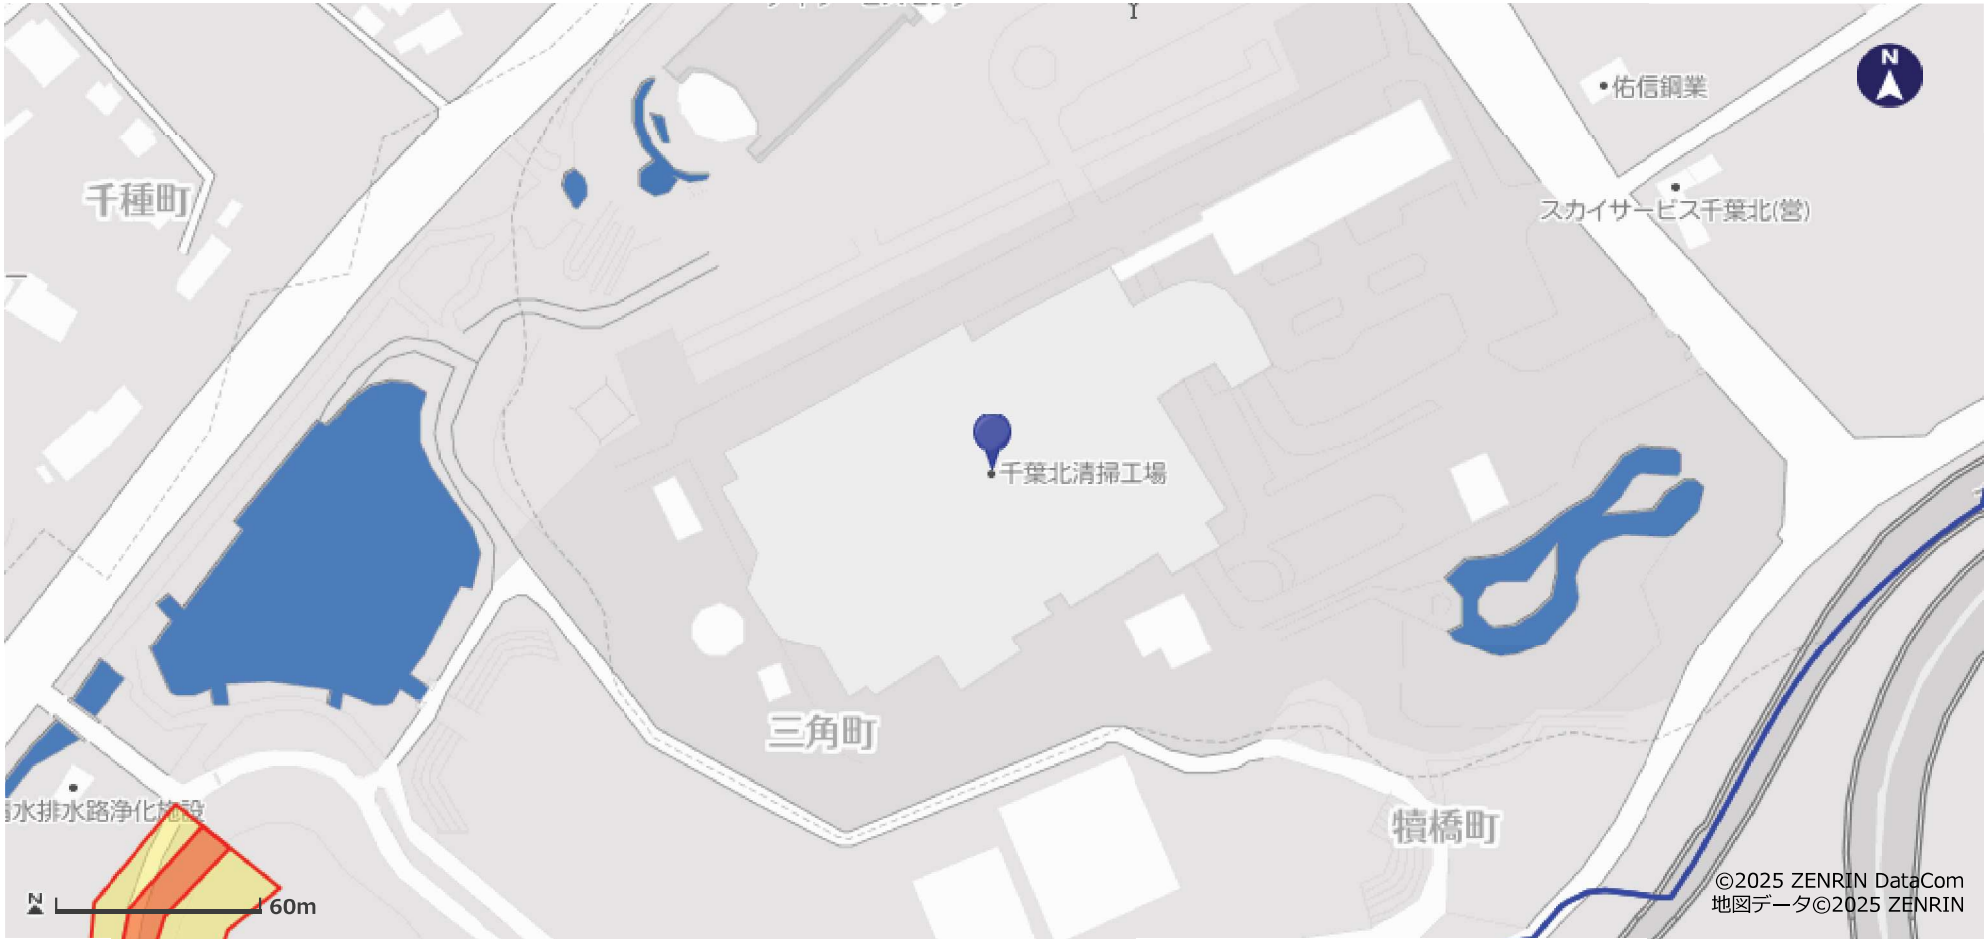 N
佑信鋼業
千種町
スカイサービス千葉北(営)
千葉北清掃工場
三角町
水排水路浄化施設
犢橋町
©2025 ZENRIN DataCom
地図データ©2025 ZENRIN
N
60m